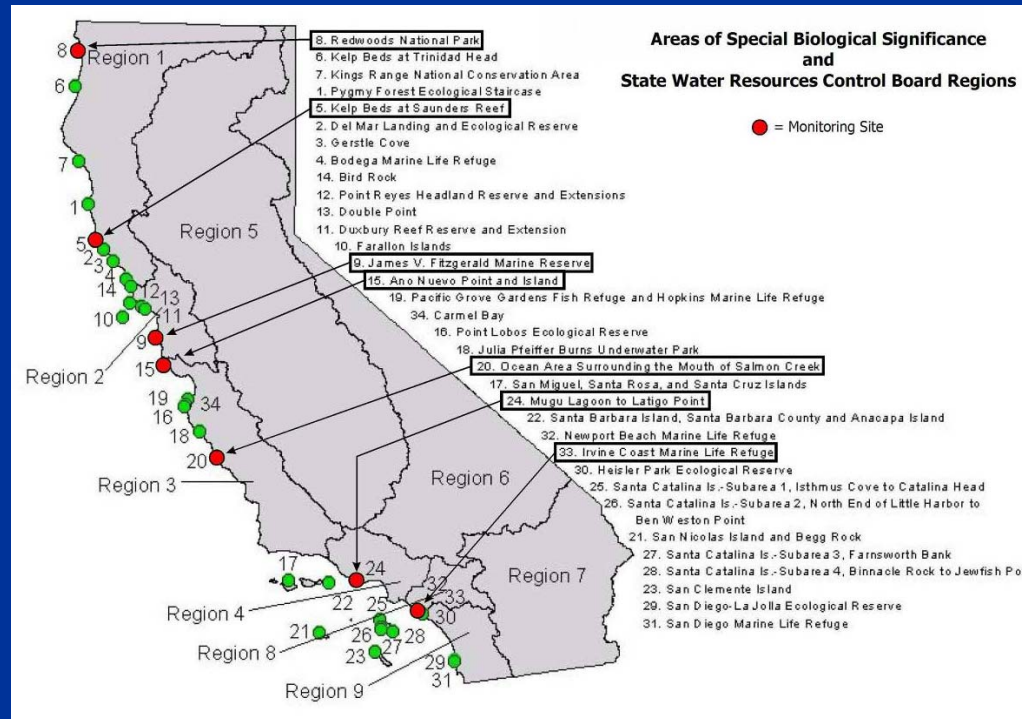 Areas of Special Biological Significance
and
State Water Resources Control Board Regions
= Monitoring Site
8. Redwoods National Park
6. Kelp Beds at Trinidad Head
7. Kings Range National Conservation Area
1. Pygmy Forest Ecological Staircase
5. Kelp Beds at Saunders Reef
2. Del Mar Landing and Ecological Reserve
3. Gerstle Cove
4. Bodega Marine Life Refuge
14. Bird Rock
12. Point Reyes Headland Reserve and Extensions
13. Double Point
11. Duxbury Reef Reserve and Extension
10. Farallon Islands
9. James V. Fitzgerald Marine Reserve
15. Ano Nuevo Point and Island
19. Pacific Grove Gardens Fish Refuge and Hopkins Marine Life Refuge
34. Carmel Bay
16. Point Lobos Ecological Reserve
18. Julia Pfeiffer Burns Underwater Park
20. Ocean Area Surrounding the Mouth of Salmon Creek
17. San Miguel, Santa Rosa, and Santa Cruz Islands
24. Mugu Lagoon to Latigo Point
22. Santa Barbara Island, Santa Barbara County and Anacapa Island
32. Newport Beach Marine Life Refuge
33. Irvine Coast Marine Life Refuge
30. Heisler Park Ecological Reserve
25. Santa Catalina Is.-Subarea 1, Isthmus Cove to Catalina Head
26. Santa Catalina Is.-Subarea 2, North End of Little Harbor to
Ben Weston Point
21. San Nicolas Island and Begg Rock
27. Santa Catalina Is.-Subarea 3, Farnsworth Bank
28. Santa Catalina Is.-Subarea 4, Binnacle Rock to Jewfish Po
23. San Clemente Island
29. San Diego-La Jolla Ecological Reserve
31. San Diego Marine Life Refuge
8
Region 1
6
7
1
5
2
3
4
14
12
13
10
11
9
15
Region 5
Region 2
19
34
16
18
20
Region 3
Region 6
17
22
24
32
33
30
Region 7
Region 4
25
21
26
27
28
23
Region 8
29
31
Region 9